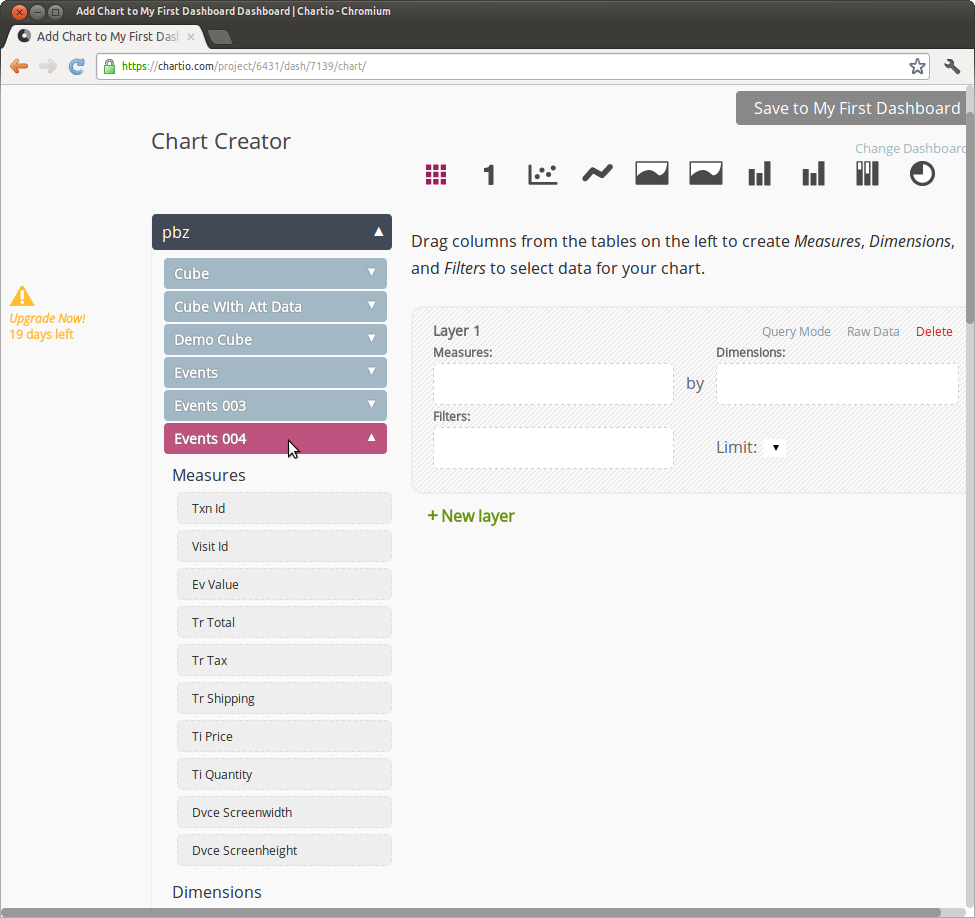 Add Chart to My First Dashboard Dashboard | Chartio - Chromium
Add Chart to My First Dash
https://chartio.com/project/6431/dash/7139/chart/
Save to My First Dashboard
Chart Creator
Change Dashboard
1
pbz
Drag columns from the tables on the left to create Measures, Dimensions,
and Filters to select data for your chart.
Cube
Cube WIth Att Data
Demo Cube
Events
Events 003
Events 004
Upgrade Now!
19 days left
Layer 1
Query Mode Raw Data Delete
Measures:
Dimensions:
by
Filters:
Limit:
+ New layer
Measures
Txn Id
Visit Id
Ev Value
Tr Total
Tr Tax
Tr Shipping
Ti Price
Ti Quantity
Dvce Screenwidth
Dvce Screenheight
Dimensions